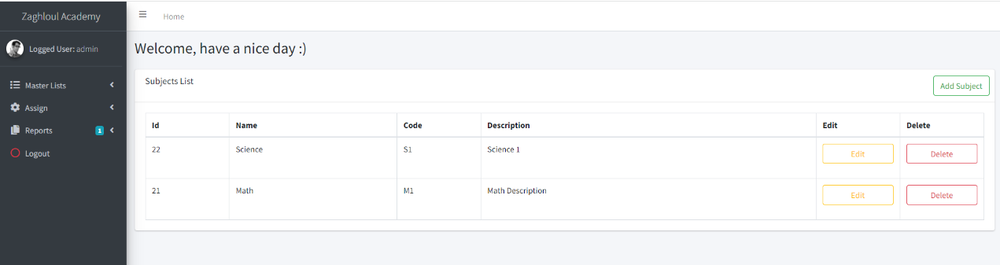 Zaghloul Academy
Home
Logged User: admin
Welcome, have a nice day :)
Master Lists
Assign
Reports 1
Logout
Subjects List
Add Subject
Id Name Code Description Edit Delete
22 Science S1 Science 1 Edit Delete
21 Math M1 Math Description Edit Delete